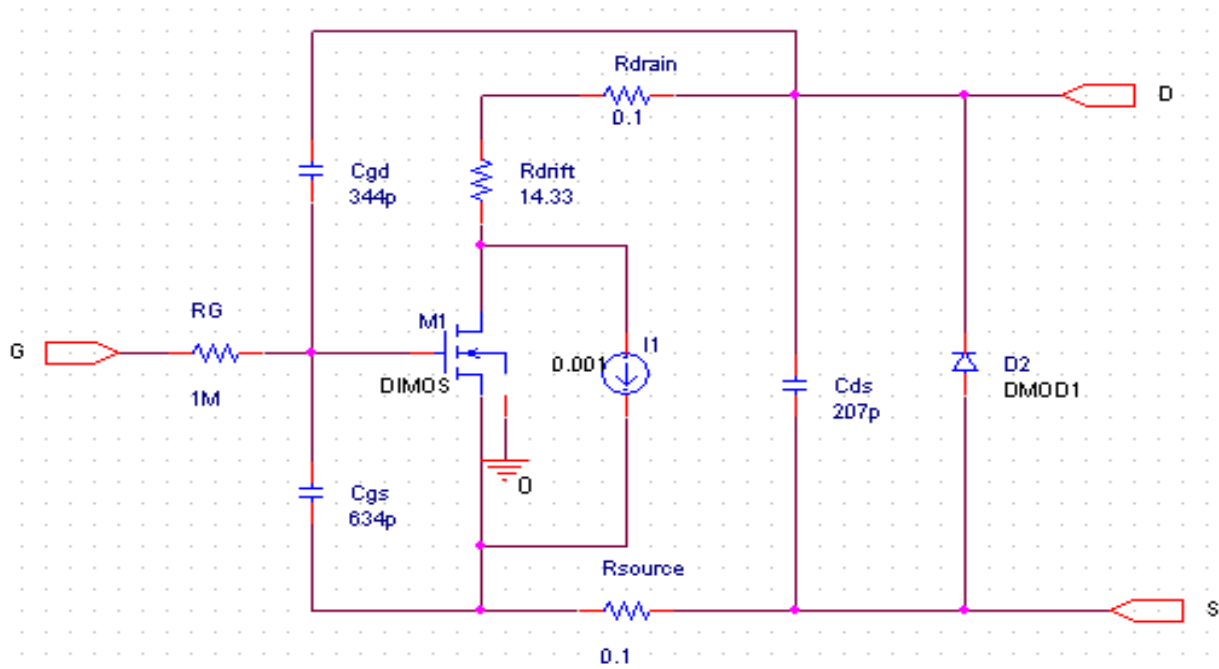 Rdrain
0.1
D
Cgd
344p
Rdrift
14.33
RG
1M
G
M1
DIMOS
I1
0.001
Cds
207p
D2
DMOD1
0
Cgs
634p
Rsource
0.1
S